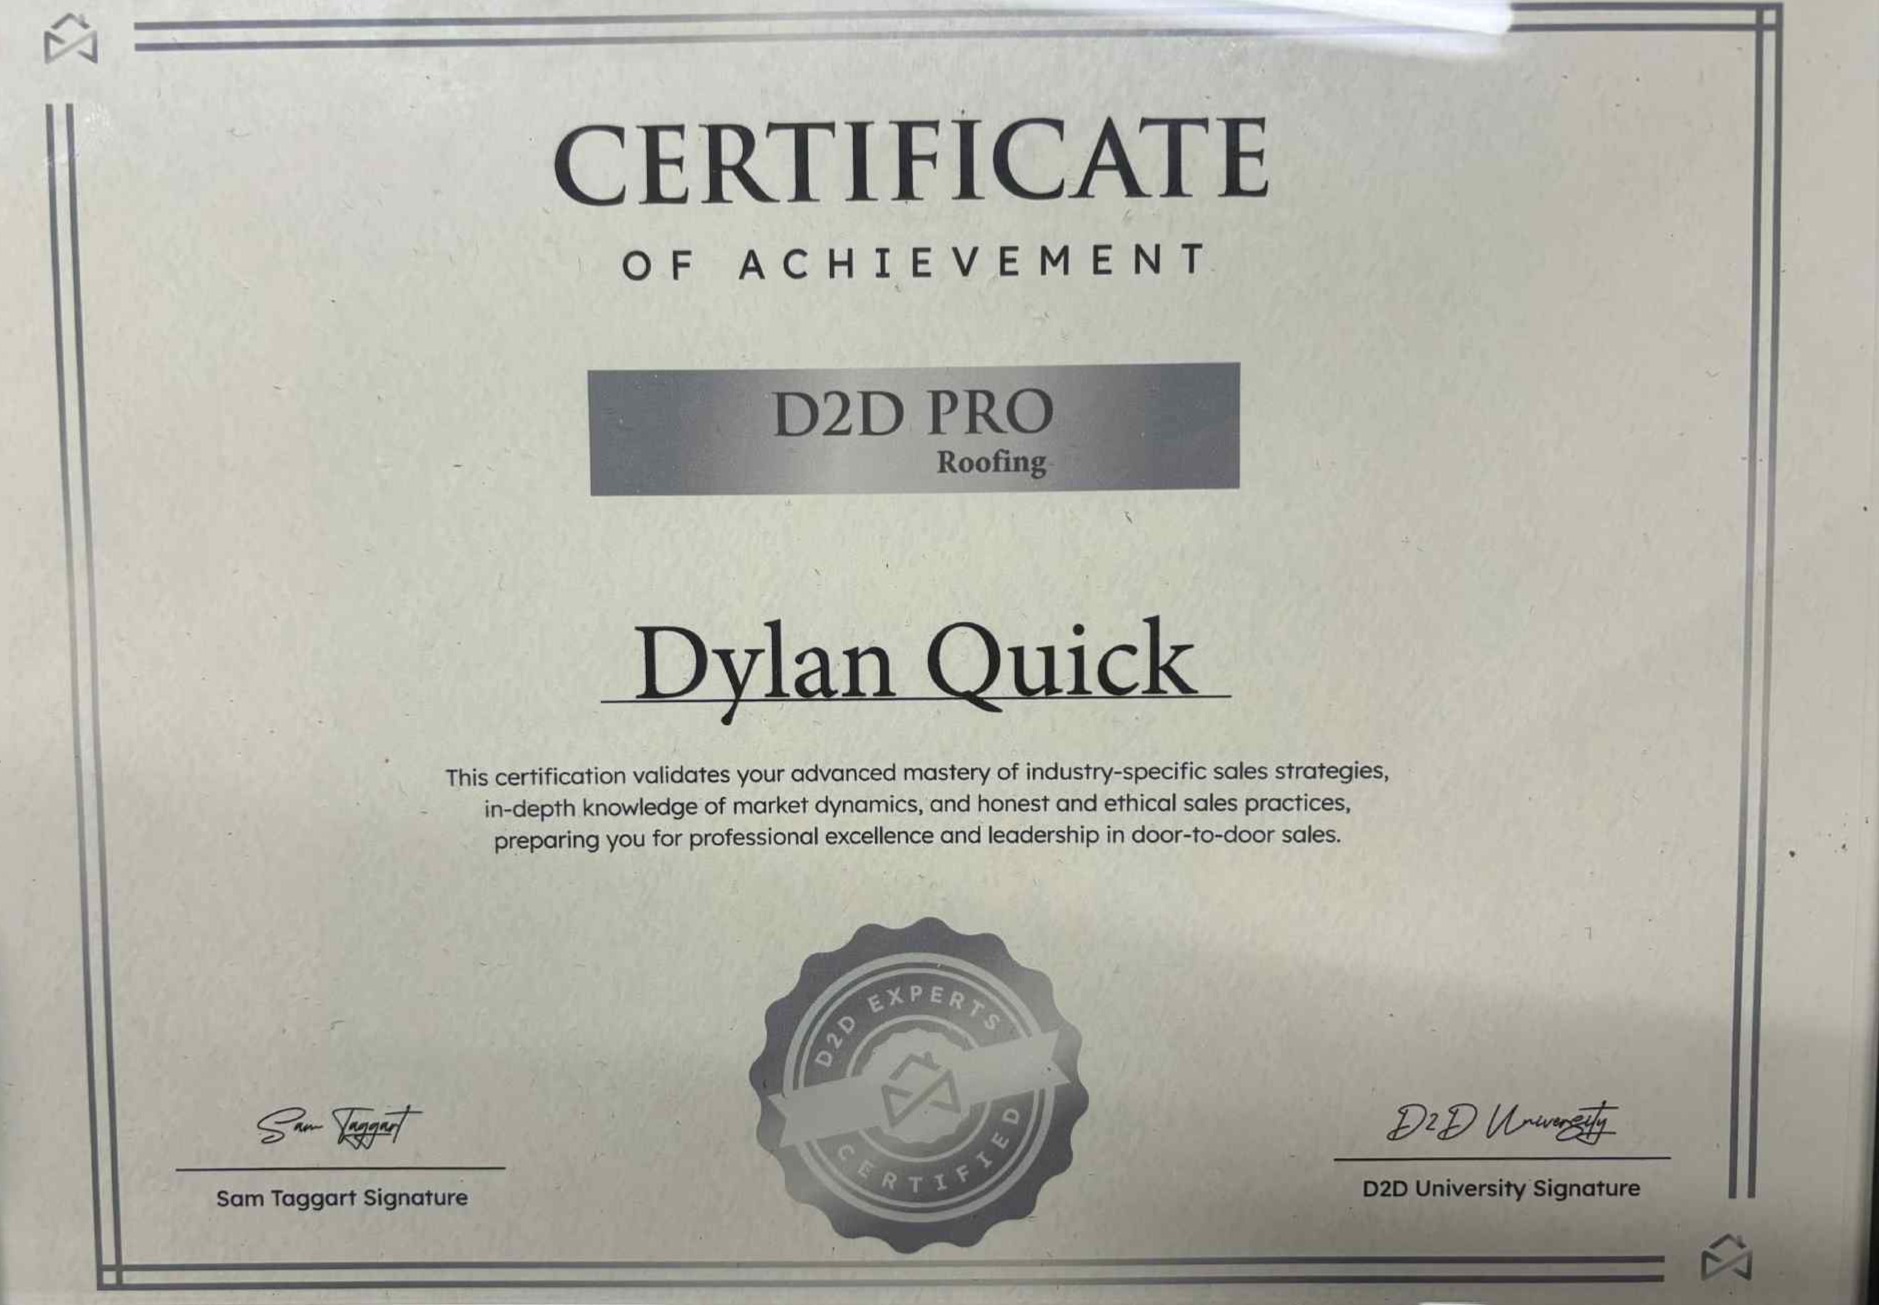 CERTIFICATE
OF ACHIEVEMENT
D2D PRO
Roofing
Dylan Quick
This certification validates your advanced mastery of industry-specific sales strategies,
in-depth knowledge of market dynamics, and honest and ethical sales practices,
preparing you for professional excellence and leadership in door-to-door sales.
D2D EXPERTS
CERTIFIED
Sam Taggart
Sam Taggart Signature
D2D University
D2D University Signature